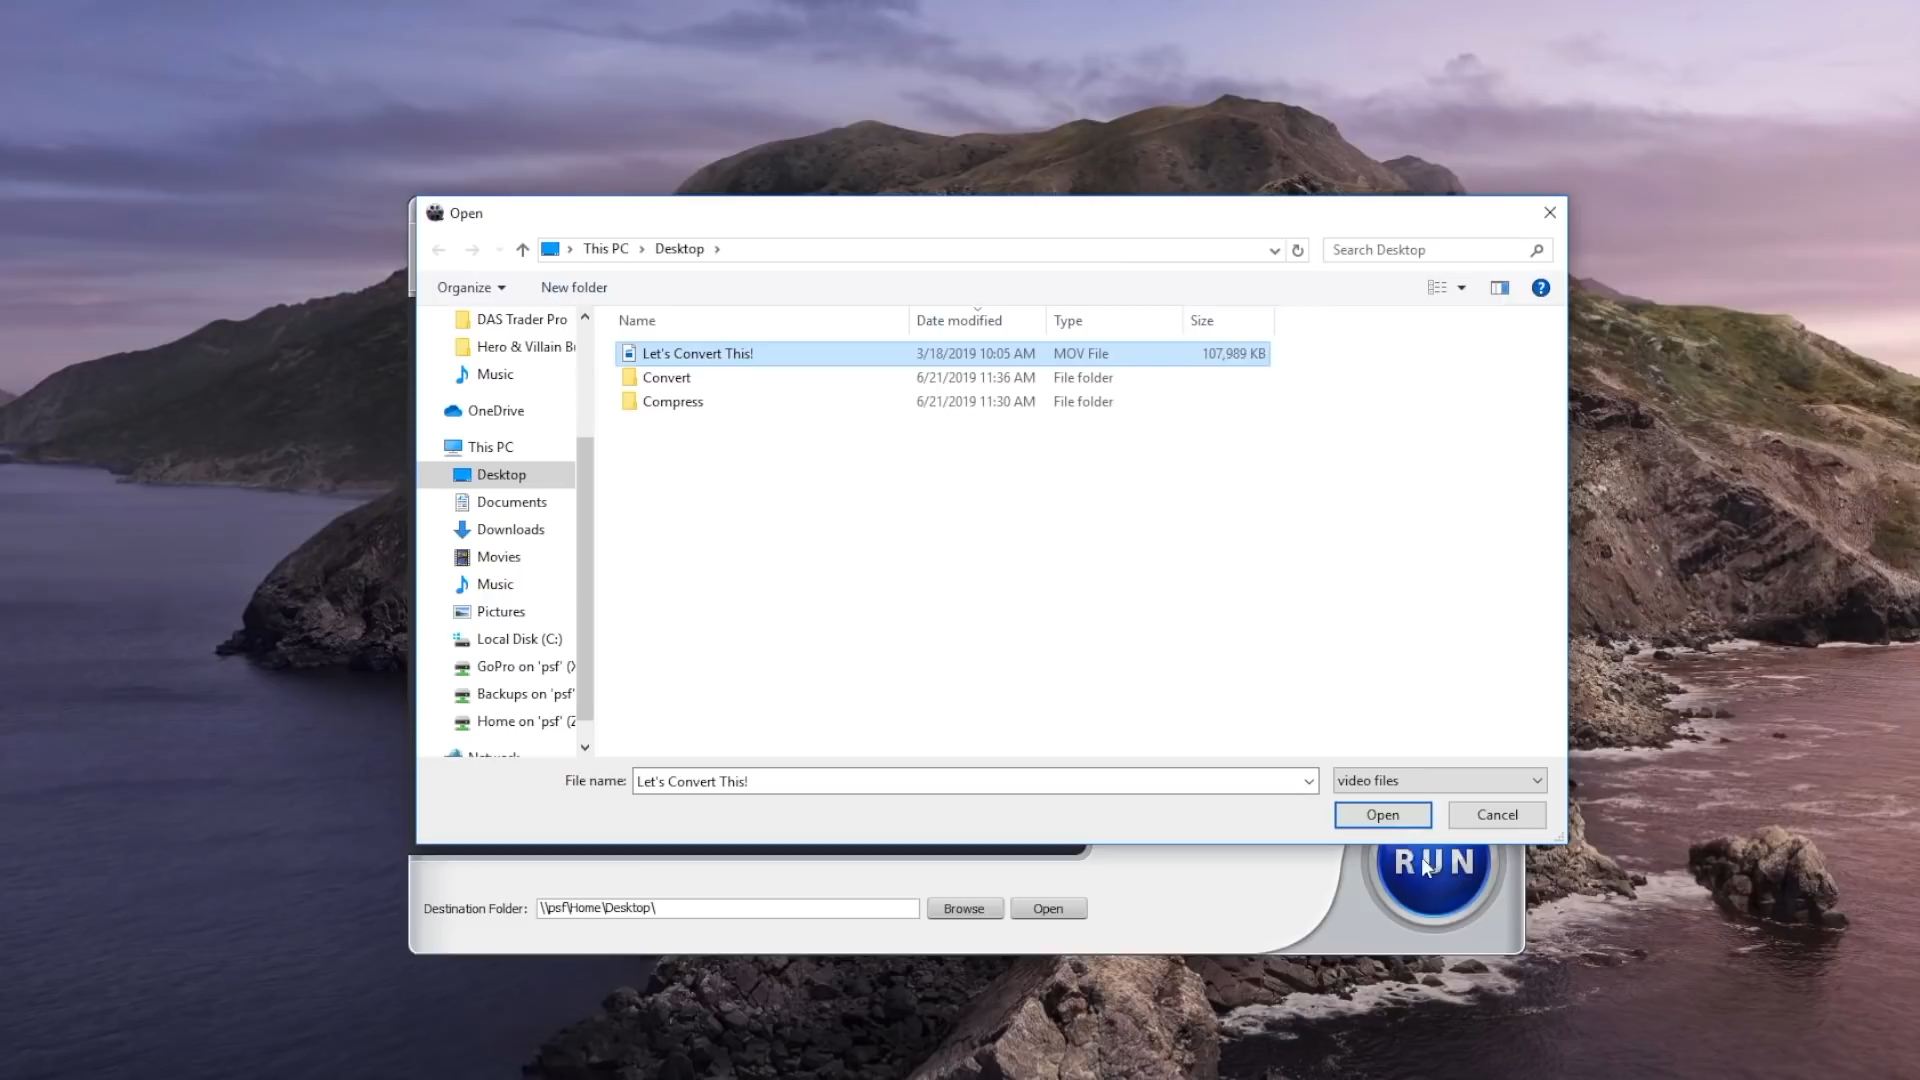 Open
This PC
Desktop
Search Desktop
Organize
New folder
Name
Date modified
Type
Size
DAS Trader Pro
Hero & Villain Bu
Music
OneDrive
This PC
Desktop
Documents
Downloads
Movies
Music
Pictures
Local Disk (C:)
GoPro on 'psf' (
Backups on 'psf'
Home on 'psf' (Z
Network
Let's Convert This! 3/18/2019 10:05 AM MOV File 107,989 KB
Convert 6/21/2019 11:36 AM File folder
Compress 6/21/2019 11:30 AM File folder
File name: Let's Convert This! video files
Open Cancel
RUN
Destination Folder: \\psf\Home\Desktop\ Browse Open